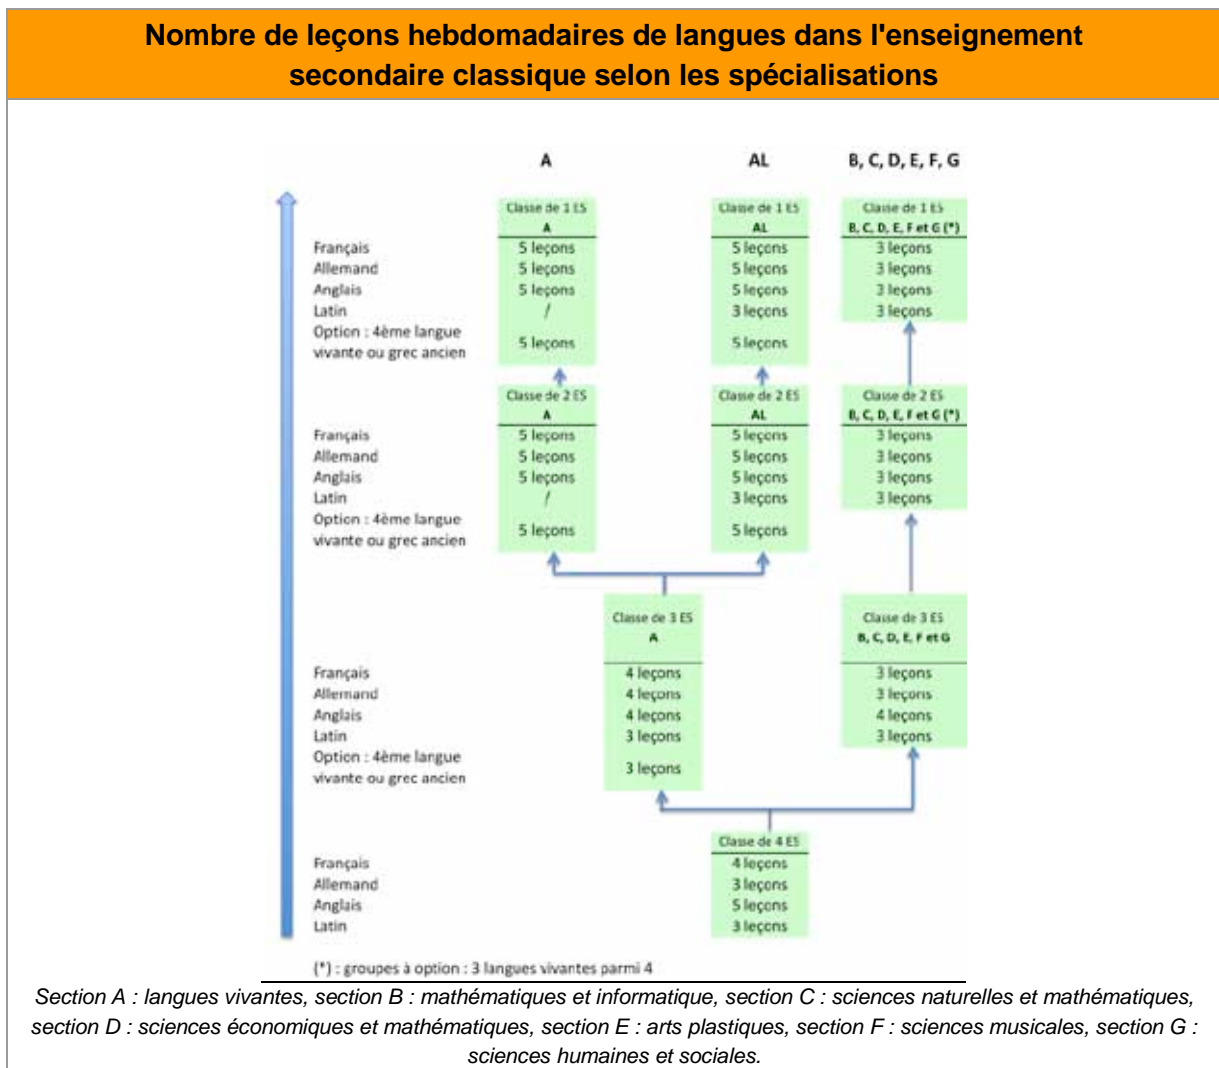 Nombre de leçons hebdomadaires de langues dans l'enseignement
secondaire classique selon les spécialisations
A AL B, C, D, E, F, G
Classe de 1 ES Classe de 1 ES Classe de 1 ES
A AL B, C, D, E, F et G (*)
Français 5 leçons 5 leçons 3 leçons
Allemand 5 leçons 5 leçons 3 leçons
Anglais 5 leçons 5 leçons 3 leçons
Latin / 3 leçons 3 leçons
Option : 4ème langue
vivante ou grec ancien 5 leçons 5 leçons
Classe de 2 ES Classe de 2 ES Classe de 2 ES
A AL B, C, D, E, F et G (*)
Français 5 leçons 5 leçons 3 leçons
Allemand 5 leçons 5 leçons 3 leçons
Anglais 5 leçons 5 leçons 3 leçons
Latin / 3 leçons 3 leçons
Option : 4ème langue
vivante ou grec ancien 5 leçons 5 leçons
Classe de 3 ES Classe de 3 ES
A B, C, D, E, F et G
Français 4 leçons 3 leçons
Allemand 4 leçons 3 leçons
Anglais 4 leçons 4 leçons
Latin 3 leçons 3 leçons
Option : 4ème langue
vivante ou grec ancien 3 leçons
Classe de 4 ES
Français 4 leçons
Allemand 3 leçons
Anglais 5 leçons
Latin 3 leçons
(*) : groupes à option : 3 langues vivantes parmi 4
Section A : langues vivantes, section B : mathématiques et informatique, section C : sciences naturelles et mathématiques,
section D : sciences économiques et mathématiques, section E : arts plastiques, section F : sciences musicales, section G :
sciences humaines et sociales.